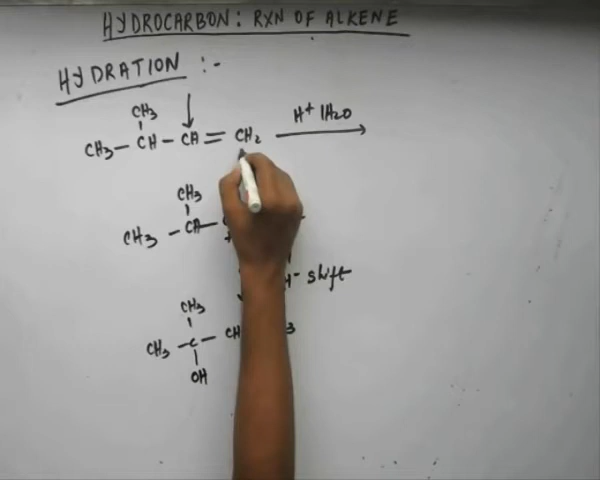 HYDROCARBON: RXN OF ALKENE
HYDRATION :-
CH3
CH3 - CH - CH = CH2 H+ | H2O
CH3
CH3 - CH -
H- shift
CH3
CH3 - C - CH 3
OH